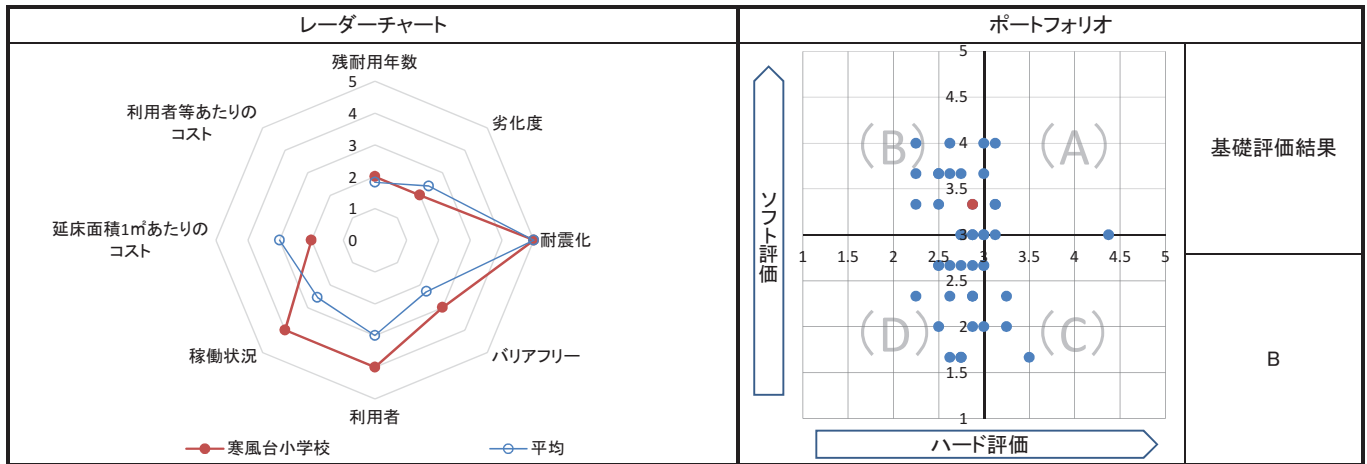 レーダーチャート
残耐用年数
劣化度
耐震化
バリアフリー
利用者
稼働状況
延床面積1㎡あたりの
コスト
利用者等あたりの
コスト
5
4
3
2
1
0
寒風台小学校
平均
ポートフォリオ
ソフト評価
5
4.5
4
3.5
3
2.5
2
1.5
1
1
1.5
2
2.5
3
3.5
4
4.5
5
(B)
(A)
(D)
(C)
ハード評価
基礎評価結果
B